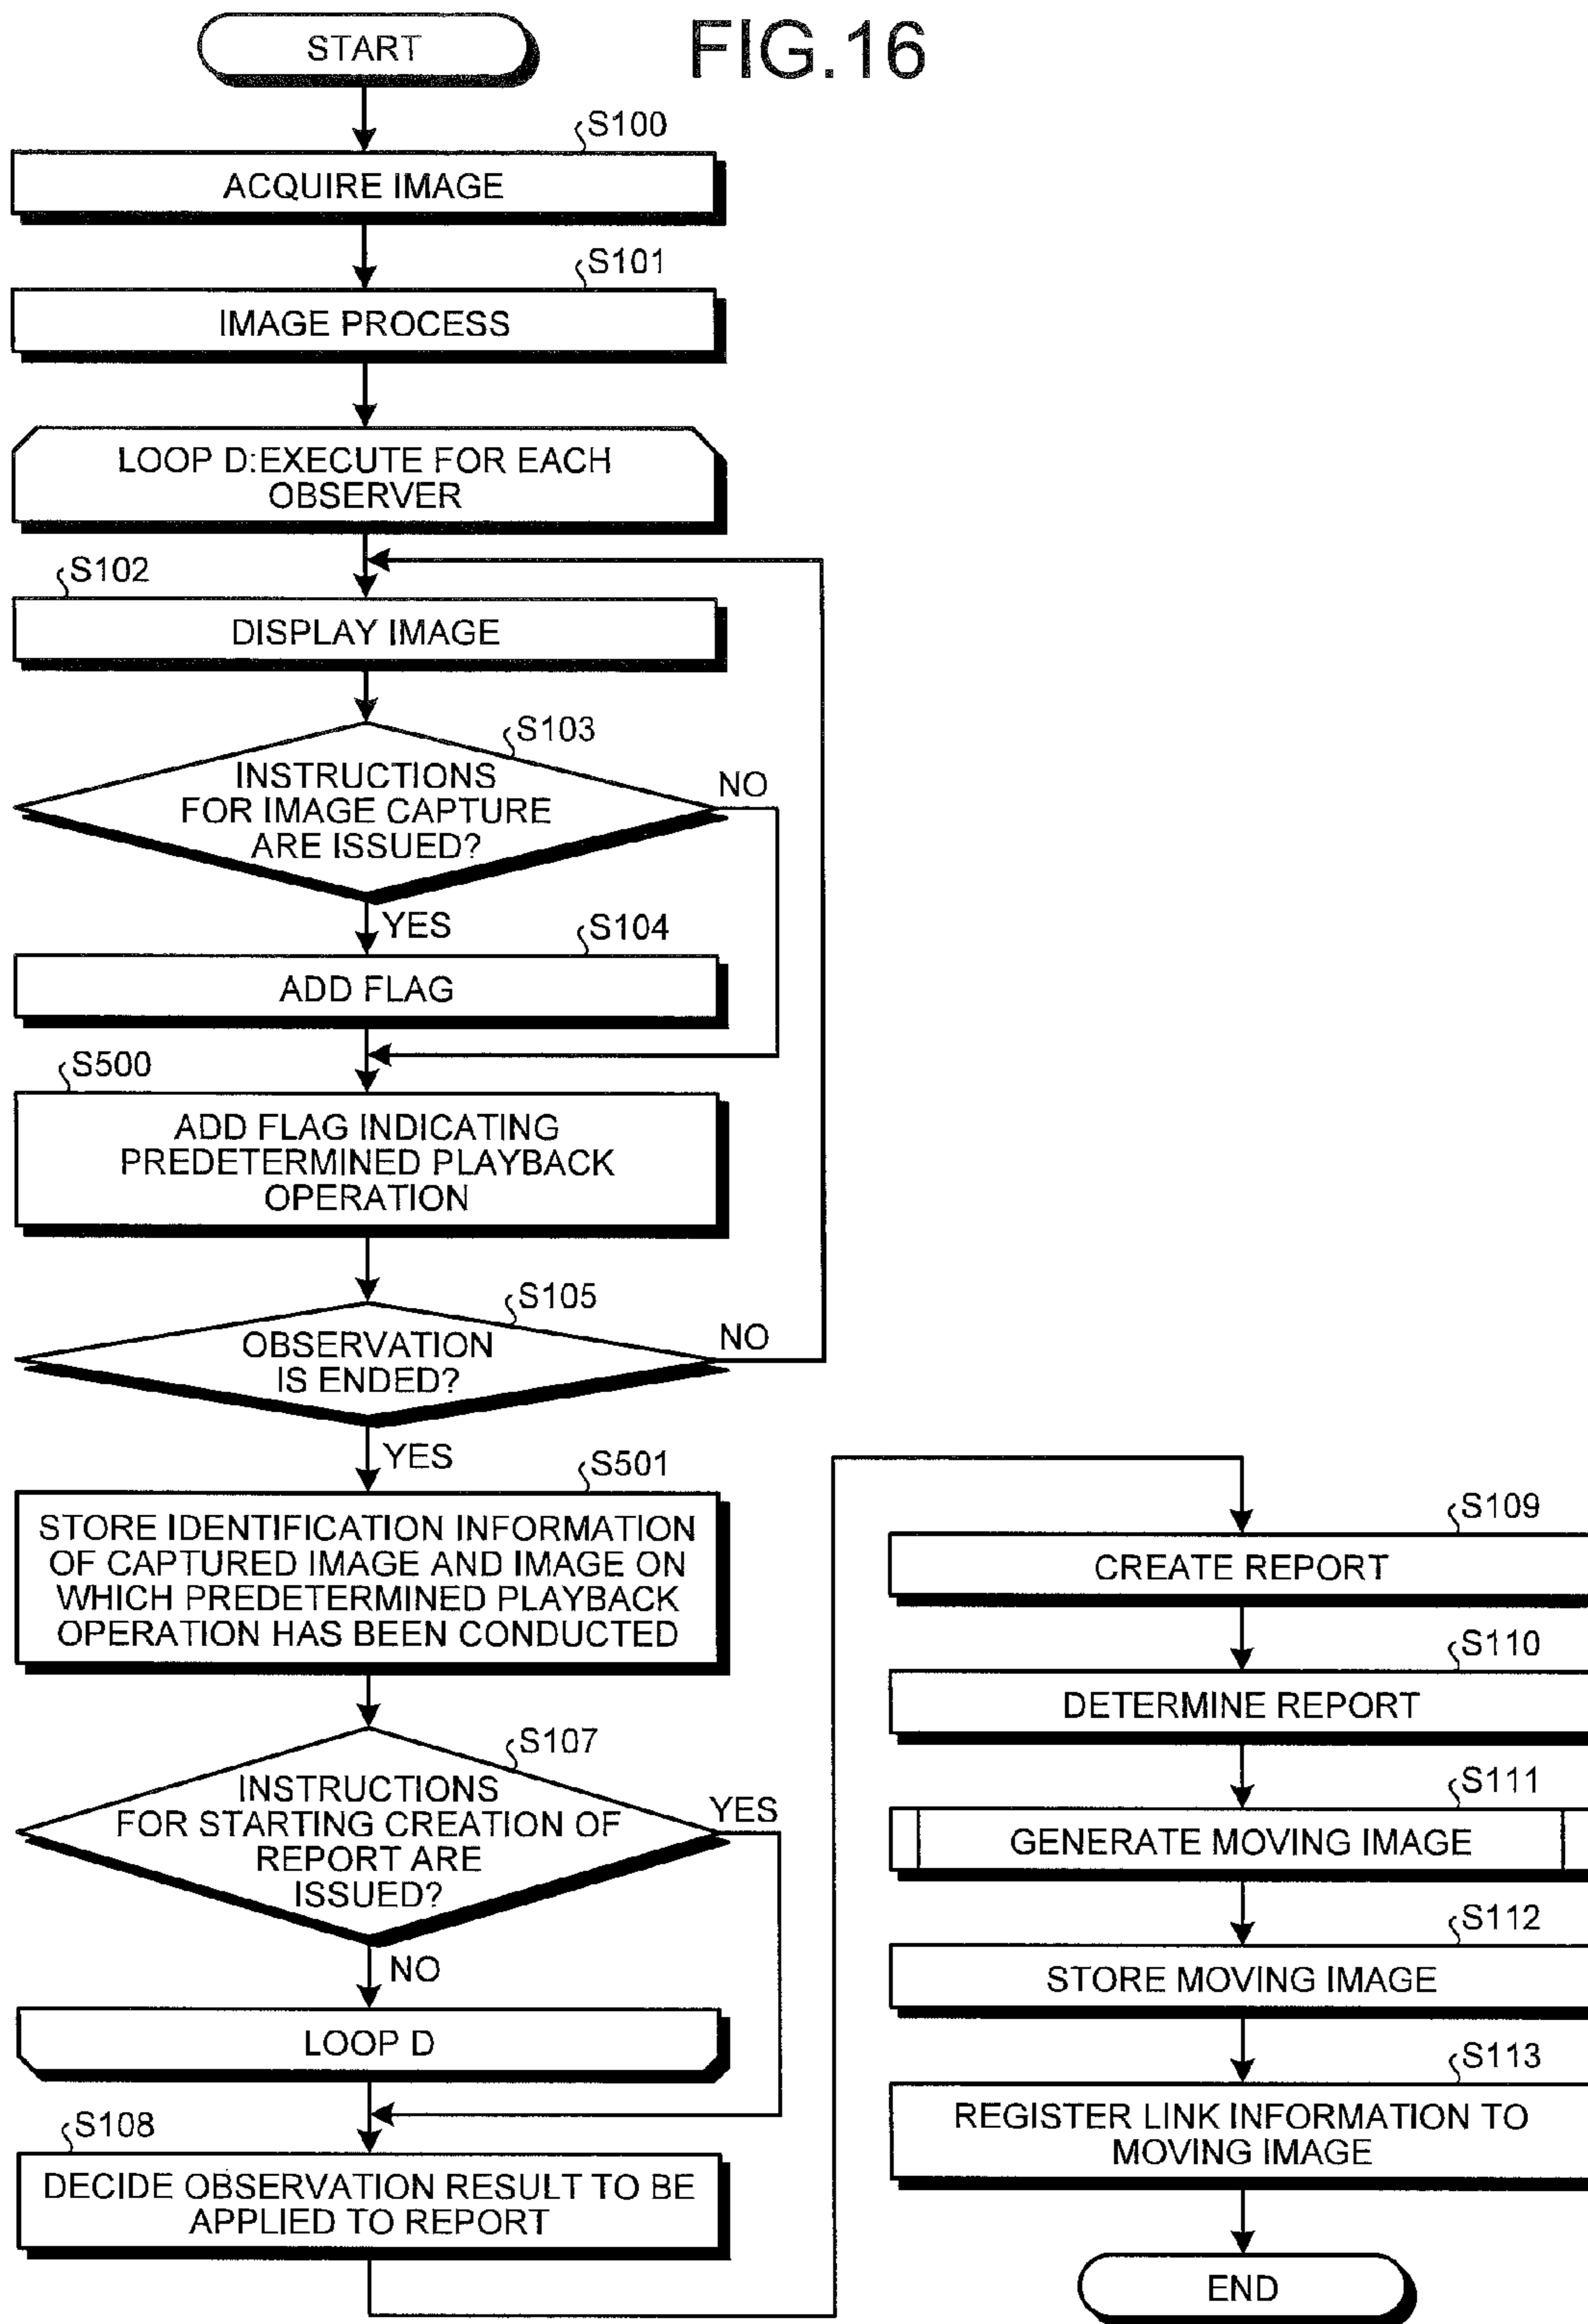 FIG.16
START
S100
ACQUIRE IMAGE
S101
IMAGE PROCESS
LOOP D:EXECUTE FOR EACH
OBSERVER
S102
DISPLAY IMAGE
S103
INSTRUCTIONS
FOR IMAGE CAPTURE
ARE ISSUED?
NO
YES
S104
ADD FLAG
S500
ADD FLAG INDICATING
PREDETERMINED PLAYBACK
OPERATION
S105
OBSERVATION
IS ENDED?
NO
YES
S501
STORE IDENTIFICATION INFORMATION
OF CAPTURED IMAGE AND IMAGE ON
WHICH PREDETERMINED PLAYBACK
OPERATION HAS BEEN CONDUCTED
S107
INSTRUCTIONS
FOR STARTING CREATION OF
REPORT ARE
ISSUED?
YES
NO
LOOP D
S108
DECIDE OBSERVATION RESULT TO BE
APPLIED TO REPORT
S109
CREATE REPORT
S110
DETERMINE REPORT
S111
GENERATE MOVING IMAGE
S112
STORE MOVING IMAGE
S113
REGISTER LINK INFORMATION TO
MOVING IMAGE
END